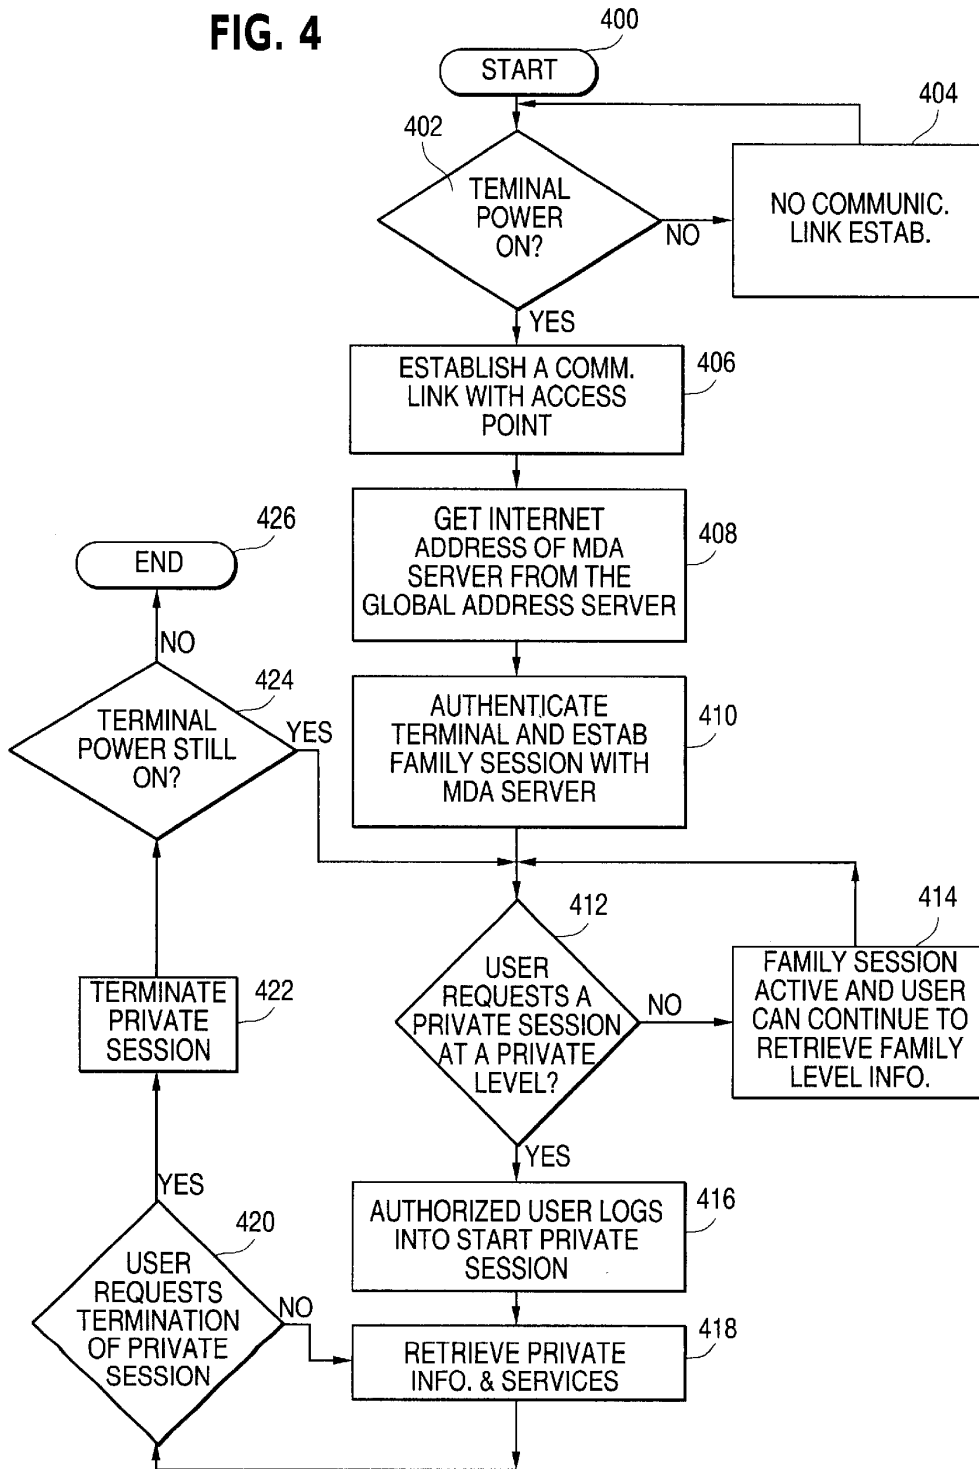 FIG. 4
400
START
402
404
TEMINAL
POWER
ON?
NO
NO COMMUNIC.
LINK ESTAB.
YES
ESTABLISH A COMM.
LINK WITH ACCESS
POINT
406
GET INTERNET
ADDRESS OF MDA
SERVER FROM THE
GLOBAL ADDRESS SERVER
408
426
END
NO
424
TERMINAL
POWER STILL
ON?
YES
AUTHENTICATE
TERMINAL AND ESTAB
FAMILY SESSION WITH
MDA SERVER
410
412
414
USER
REQUESTS A
PRIVATE SESSION
AT A PRIVATE
LEVEL?
NO
FAMILY SESSION
ACTIVE AND USER
CAN CONTINUE TO
RETRIEVE FAMILY
LEVEL INFO.
TERMINATE
PRIVATE
SESSION
422
YES
YES
AUTHORIZED USER LOGS
INTO START PRIVATE
SESSION
416
420
USER
REQUESTS
TERMINATION
OF PRIVATE
SESSION
NO
RETRIEVE PRIVATE
INFO. & SERVICES
418